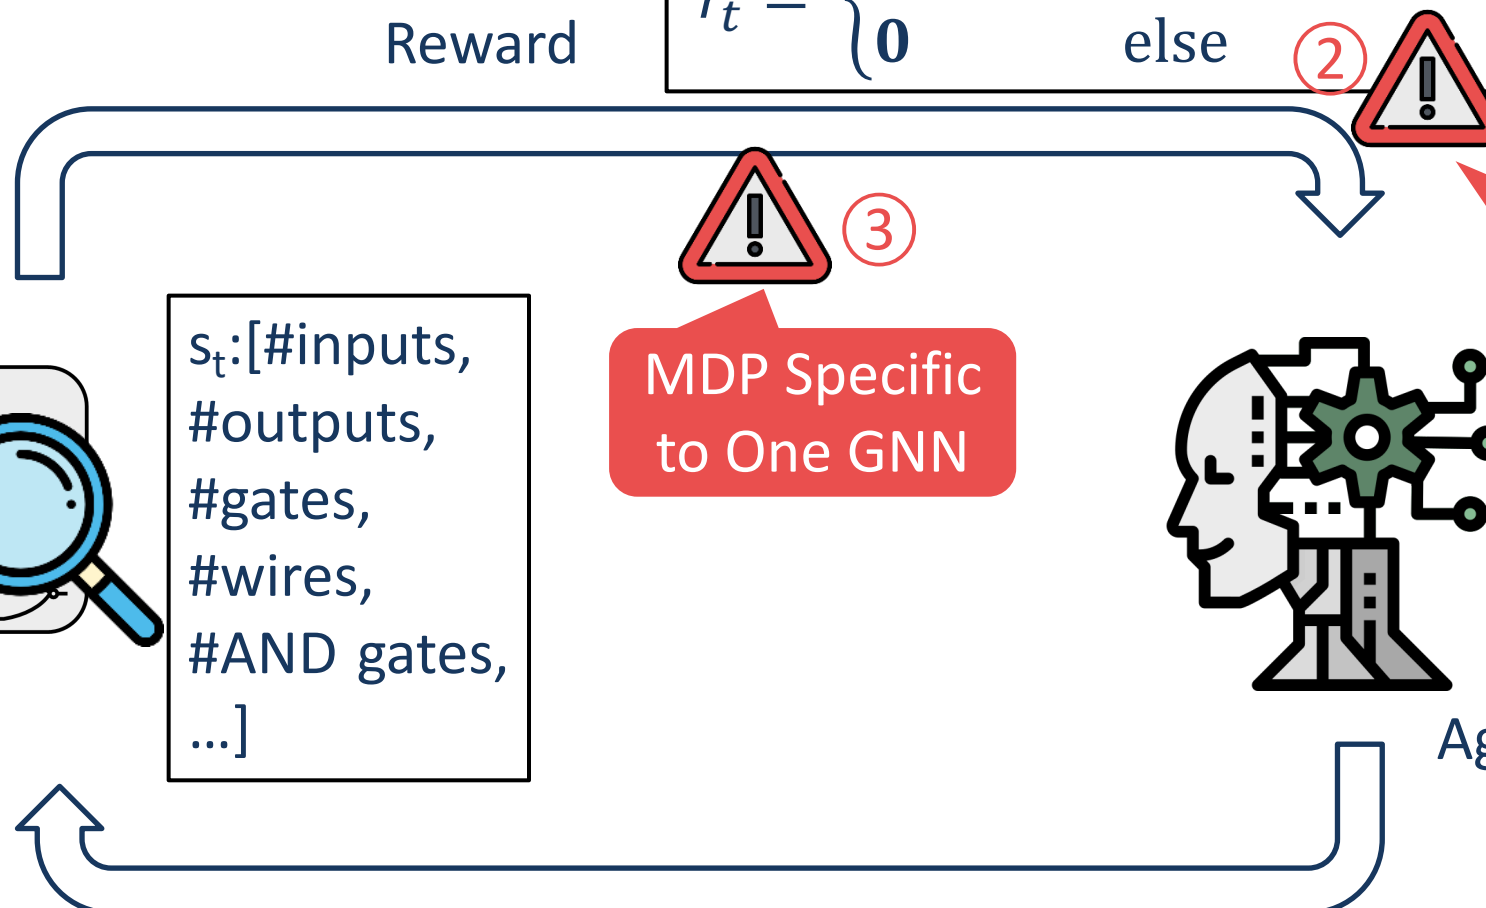 Reward
0 else
②
③
sₜ:[#inputs,
#outputs,
#gates,
#wires,
#AND gates,
...]
MDP Specific
to One GNN